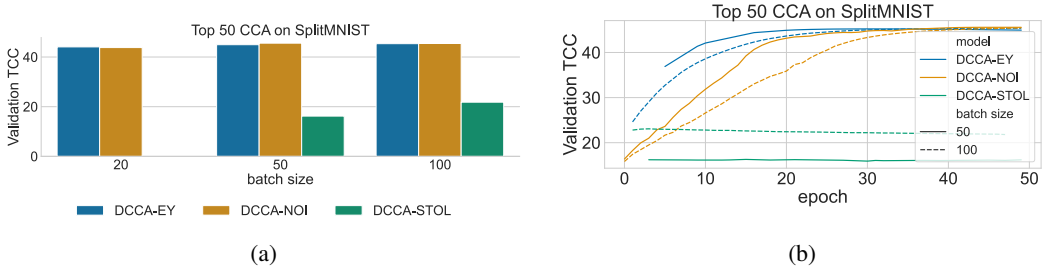 Top 50 CCA on SplitMNIST
Validation TCC
40
20
0
20
50
100
batch size
DCCA-EY
DCCA-NOI
DCCA-STOL
(a)
Top 50 CCA on SplitMNIST
Validation TCC
45
40
35
30
25
20
0
10
20
30
40
50
epoch
model
DCCA-EY
DCCA-NOI
DCCA-STOL
batch size
50
100
(b)